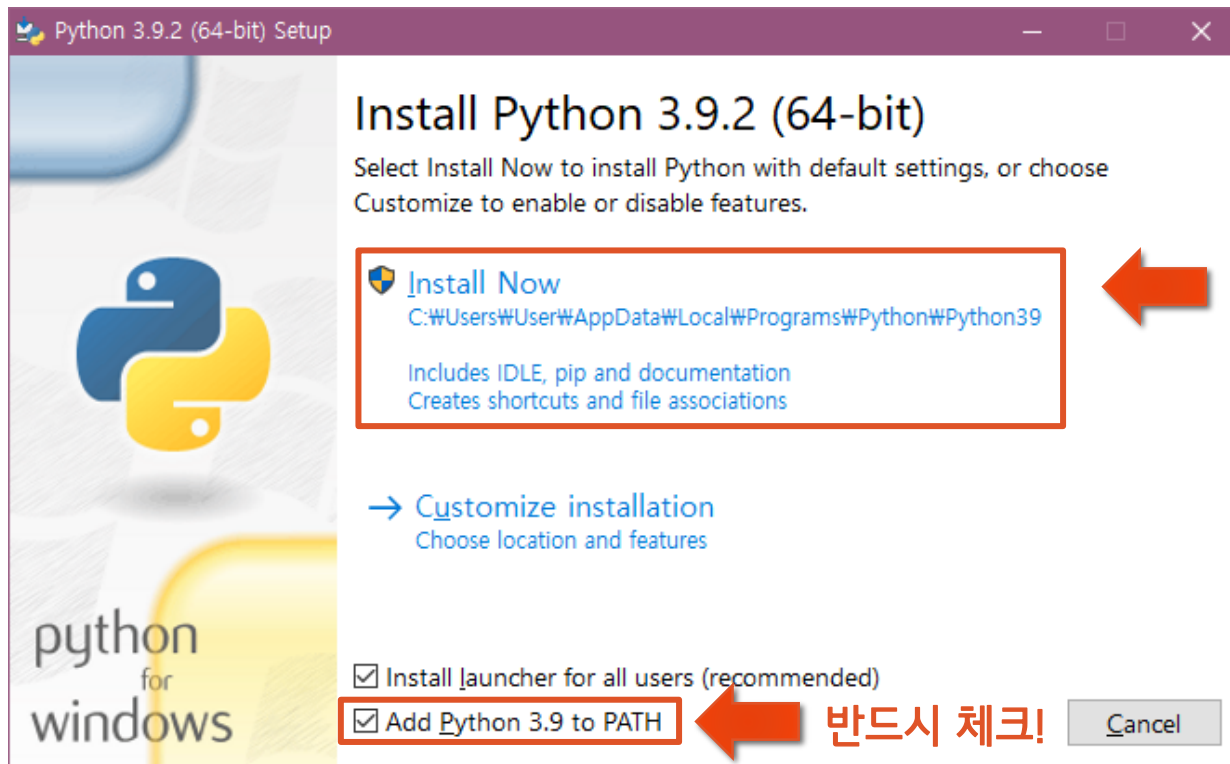 Python 3.9.2 (64-bit) Setup
Install Python 3.9.2 (64-bit)
Select Install Now to install Python with default settings, or choose
Customize to enable or disable features.
Install Now
C:₩Users₩User₩AppData₩Local₩Programs₩Python₩Python39
Includes IDLE, pip and documentation
Creates shortcuts and file associations
→ Customize installation
Choose location and features
python
for
windows
Install launcher for all users (recommended)
Add Python 3.9 to PATH
반드시 체크!
Cancel